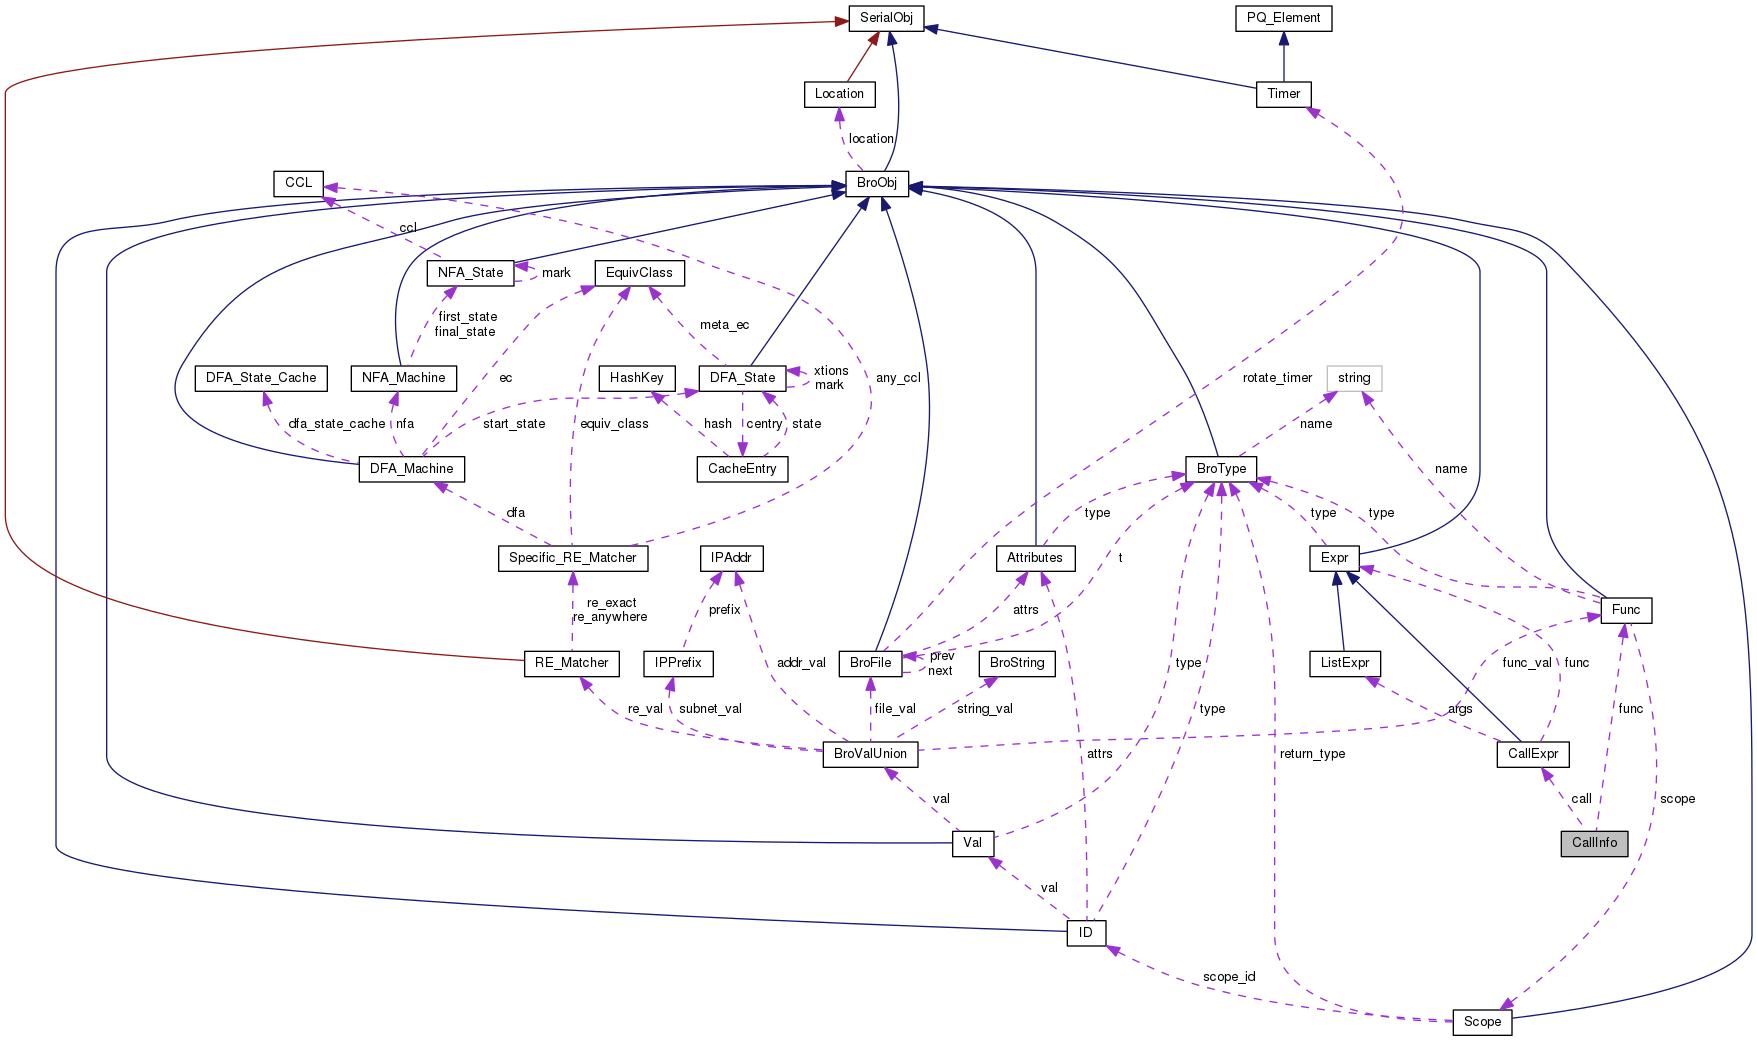 SerialObj
PQ_Element
Location
Timer
location
CCL
BroObj
ccl
NFA_State
mark
EquivClass
first_state
final_state
meta_ec
DFA_State_Cache
NFA_Machine
ec
HashKey
DFA_State
xtions
mark
any_ccl
rotate_timer
string
dfa_state_cache
nfa
start_state
equiv_class
hash
centry
state
name
DFA_Machine
CacheEntry
BroType
name
dfa
type
type
type
Specific_RE_Matcher
IPAddr
Attributes
t
Expr
re_exact
re_anywhere
prefix
attrs
Func
RE_Matcher
IPPrefix
addr_val
BroFile
prev
next
BroString
type
ListExpr
func_val
func
re_val
subnet_val
file_val
string_val
type
args
func
BroValUnion
attrs
return_type
CallExpr
val
call
scope
Val
CallInfo
val
ID
scope_id
Scope